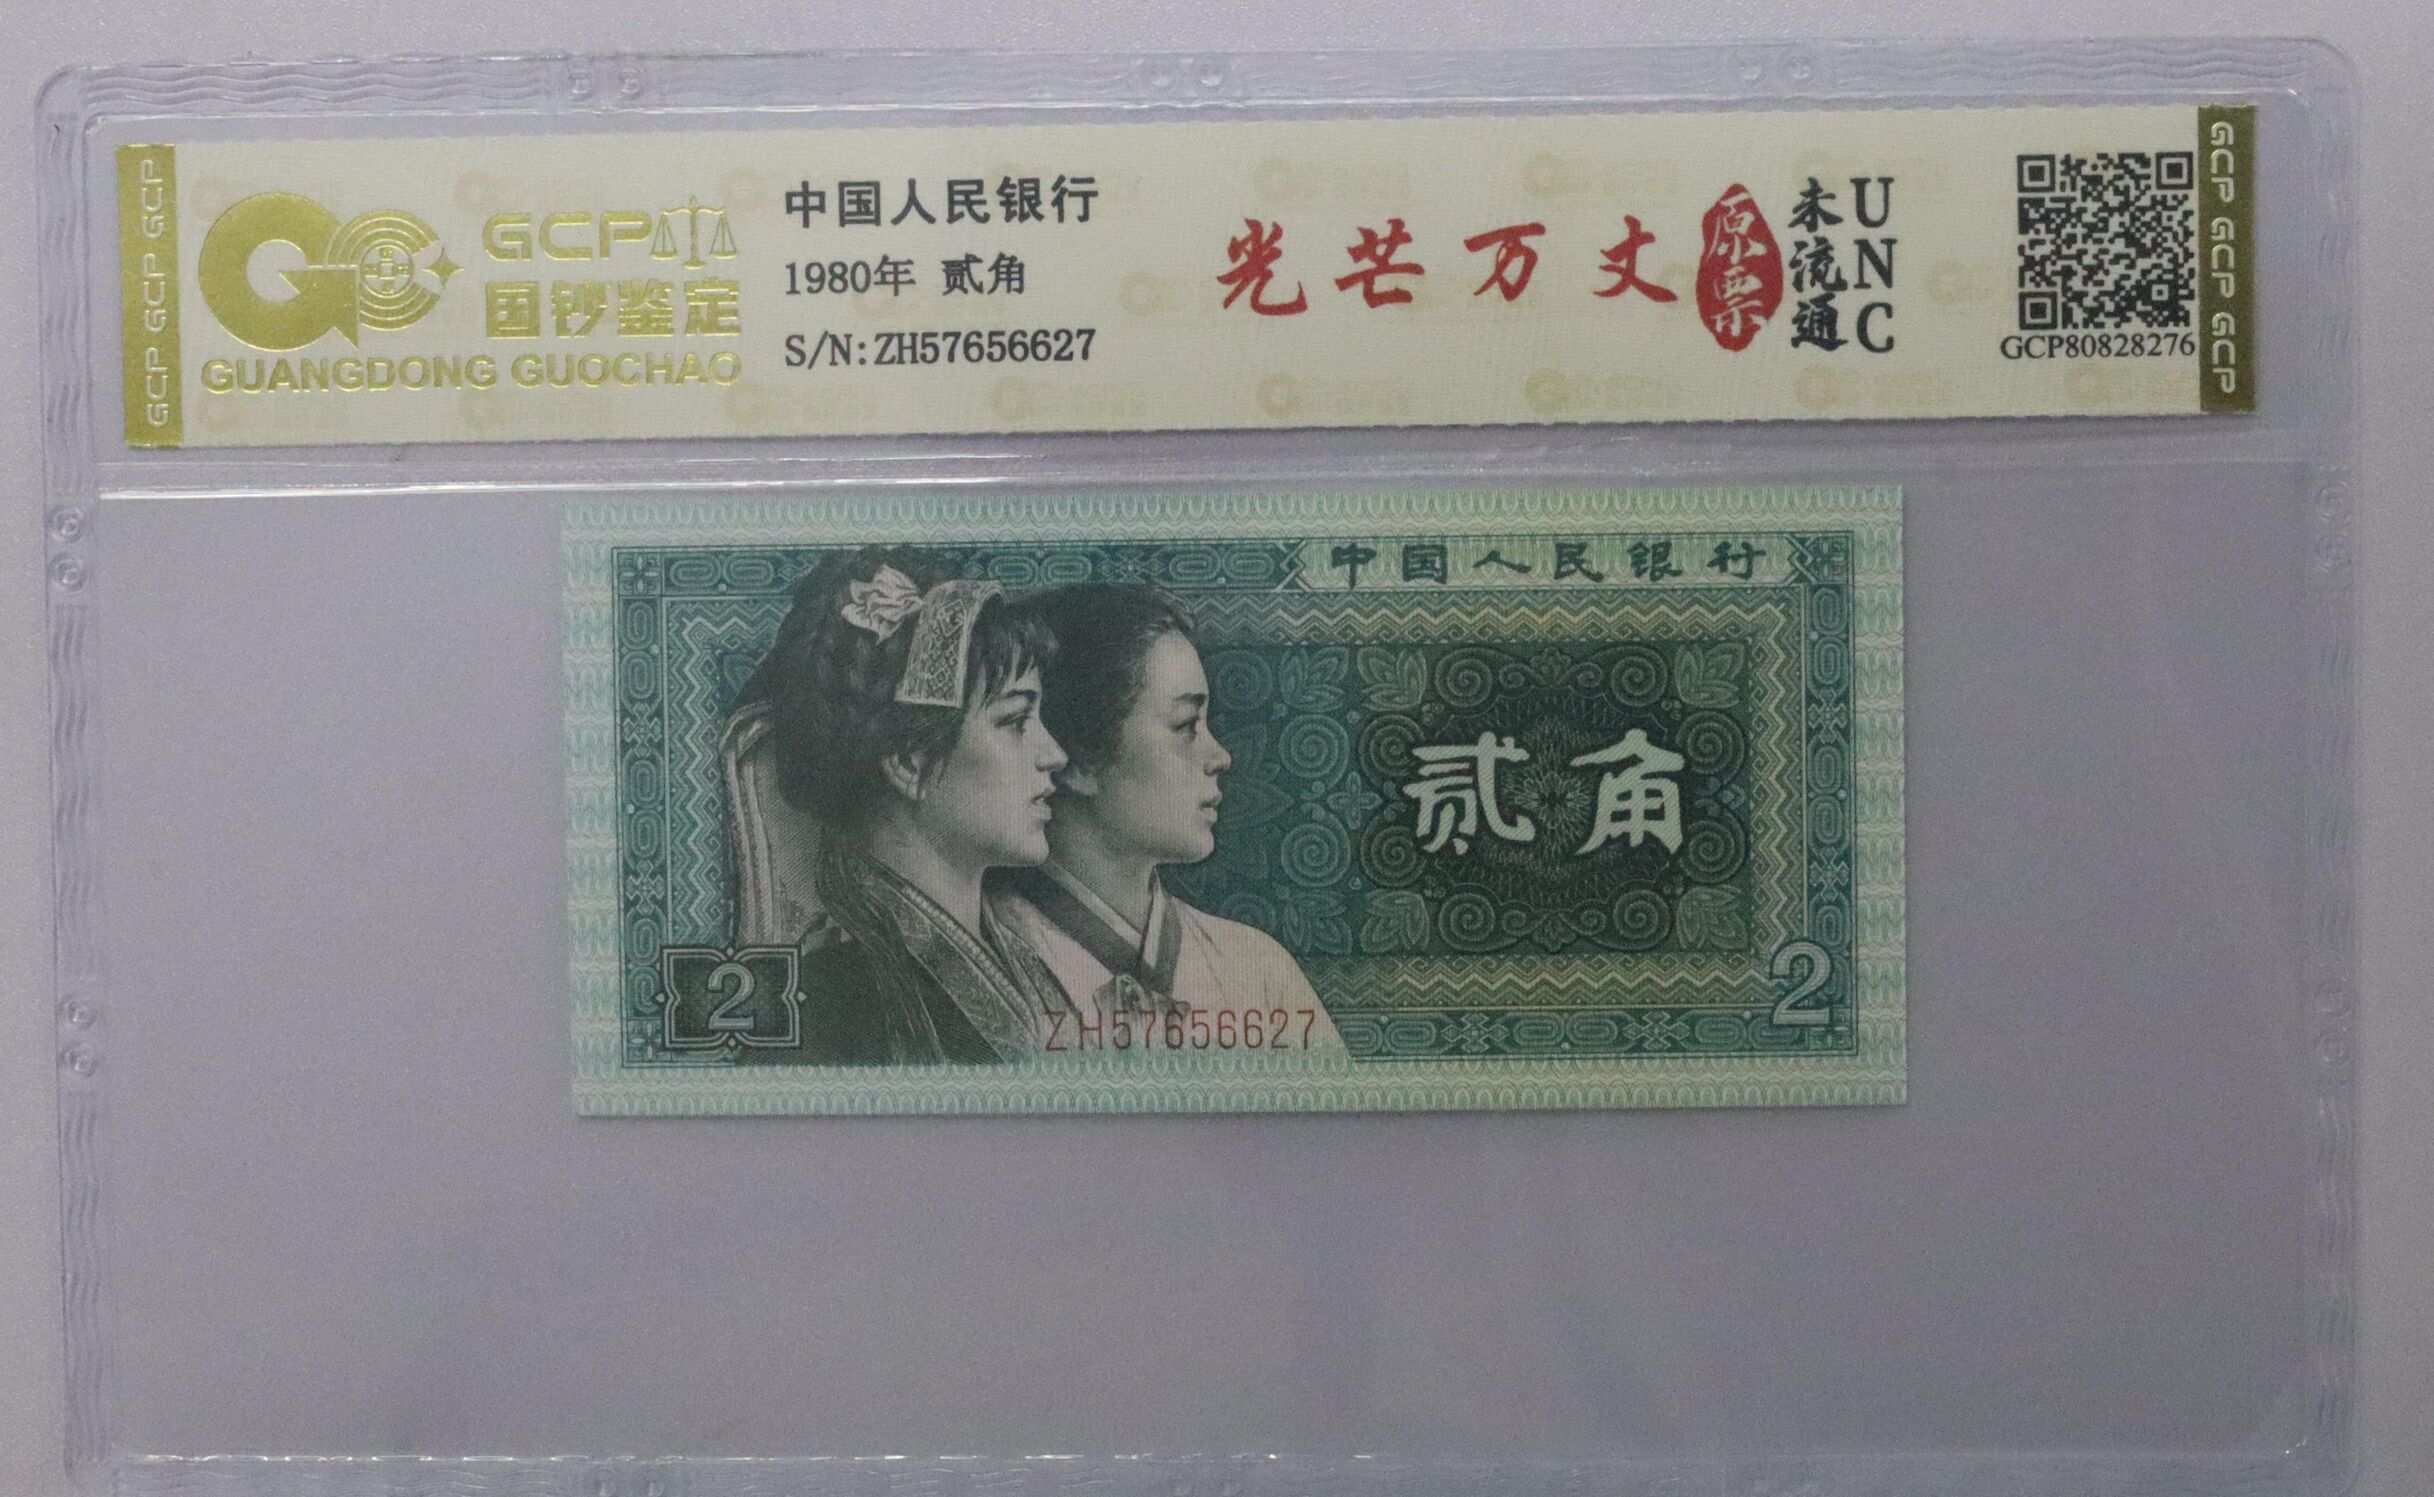 GCP GCP GCP
GCP
国钞鉴定
GUANGDONG GUOCHAO
中国人民银行
1980年 贰角
S/N:ZH57656627
光芒万丈
原票
未流通
UNC
GCP80828276
GCP GCP GCP
中国人民银行
贰角
2
2
ZH57656627